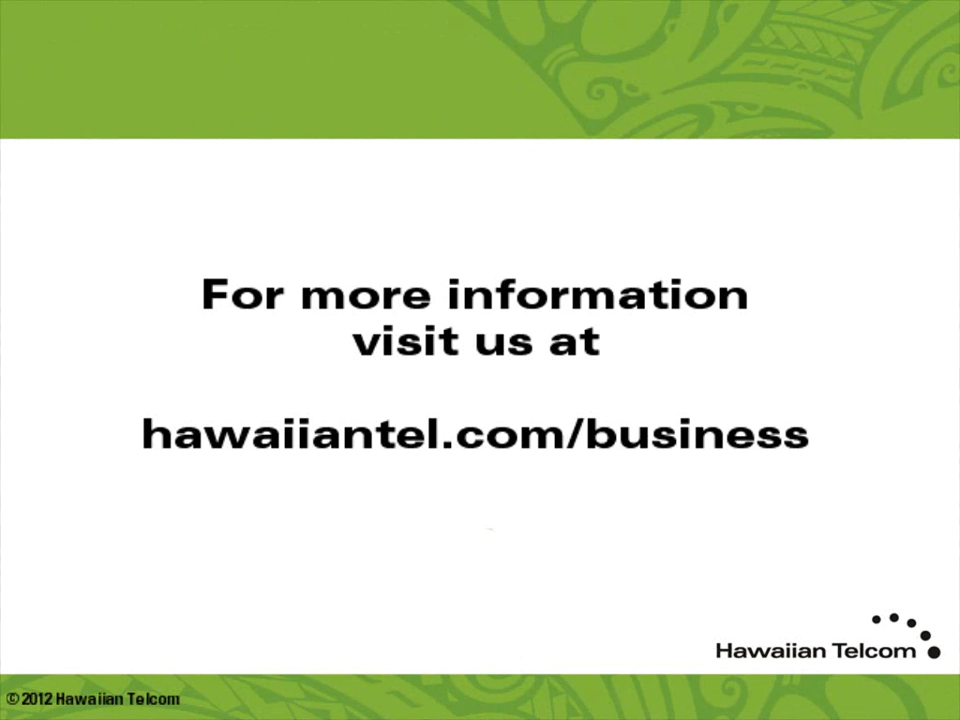 For more information
visit us at
hawaiiantel.com/business
Hawaiian Telcom
© 2012 Hawaiian Telcom